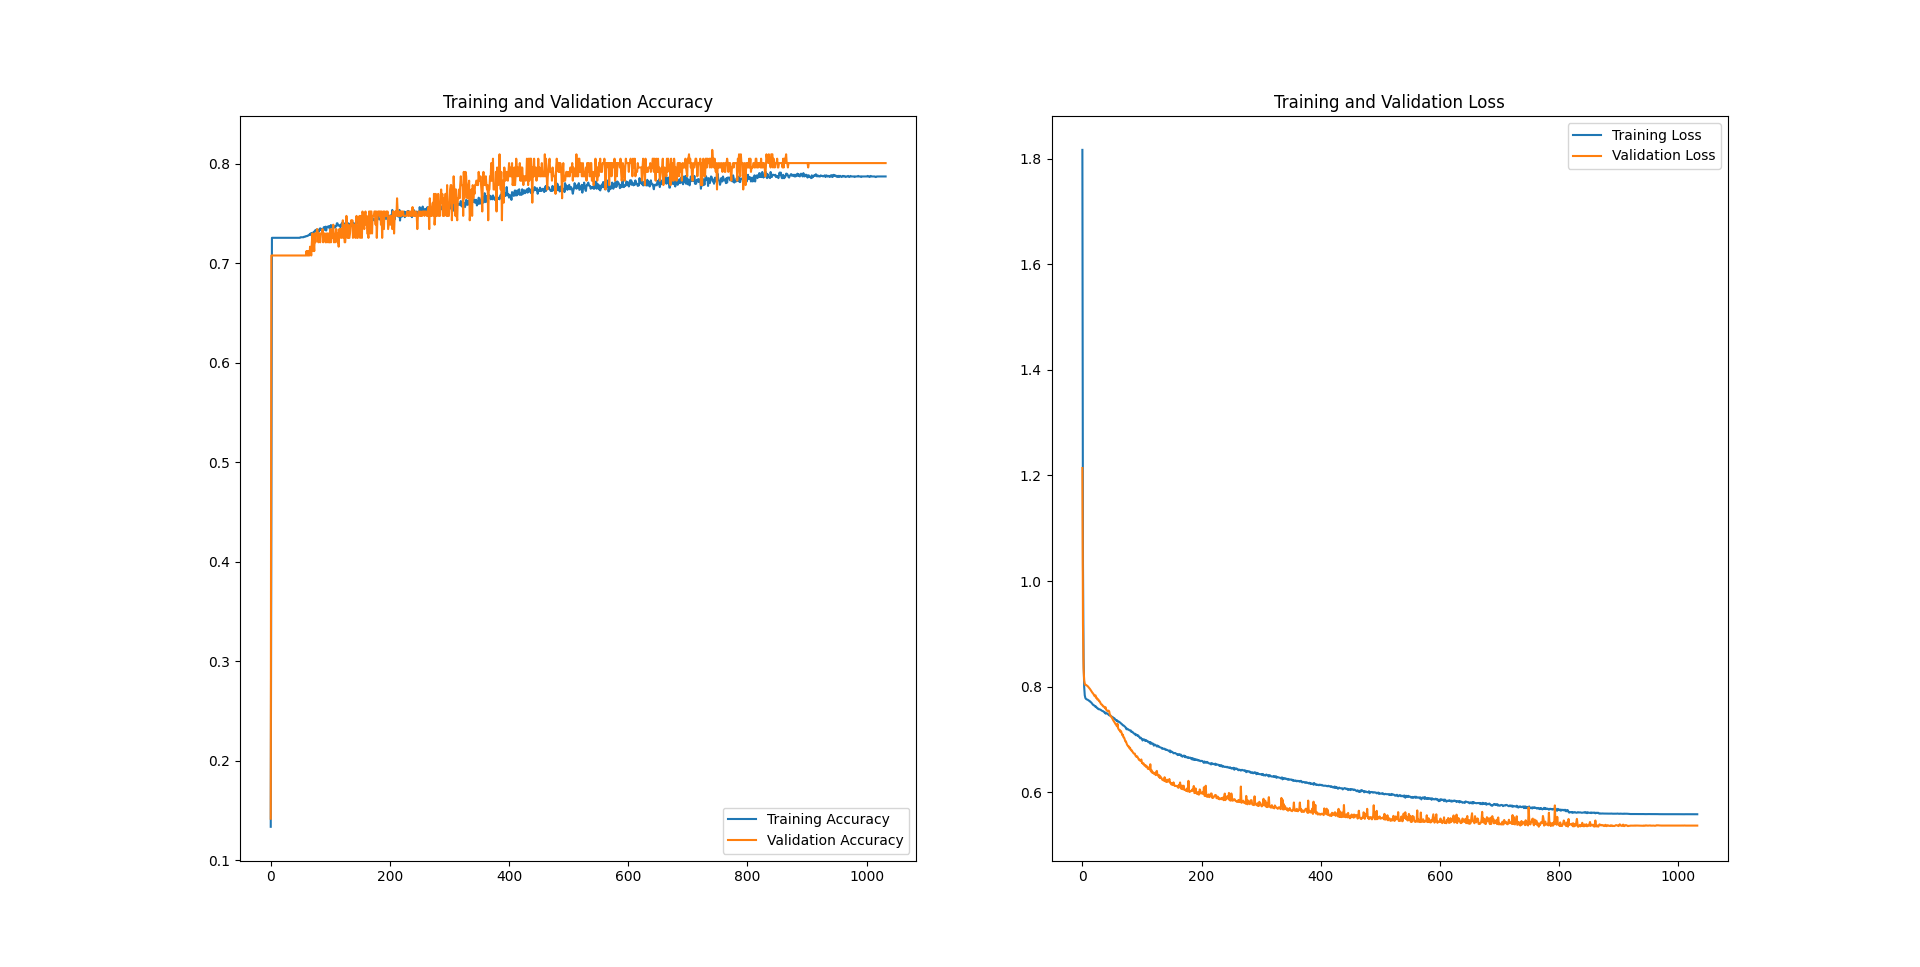 Training and Validation Accuracy
0.8
0.7
0.6
0.5
0.4
0.3
0.2
0.1
0 200 400 600 800 1000
Training Accuracy
Validation Accuracy
Training and Validation Loss
1.8
1.6
1.4
1.2
1.0
0.8
0.6
0 200 400 600 800 1000
Training Loss
Validation Loss